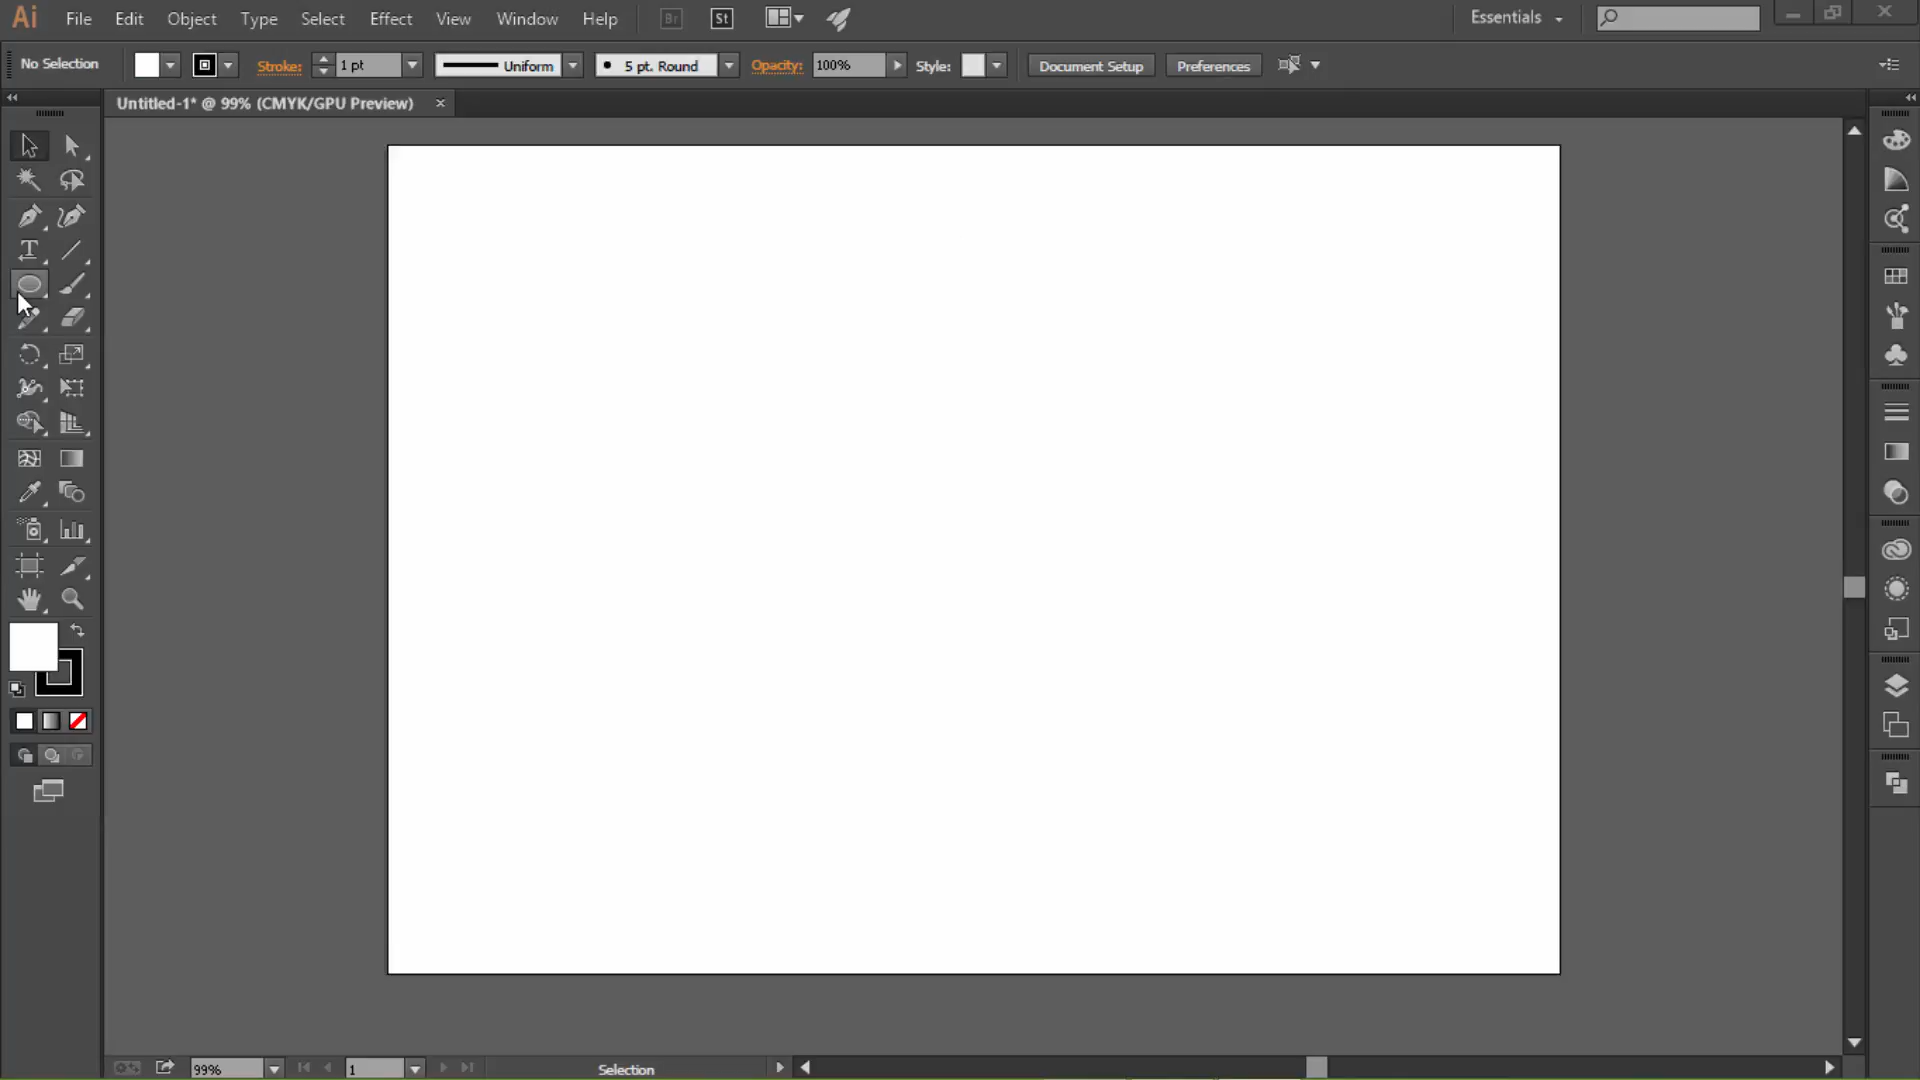 Ai File Edit Object Type Select Effect View Window Help Br St Essentials
No Selection Stroke: 1 pt Uniform 5 pt. Round Opacity: 100% Style: Document Setup Preferences
Untitled-1* @ 99% (CMYK/GPU Preview) ×
T
99% 1 Selection